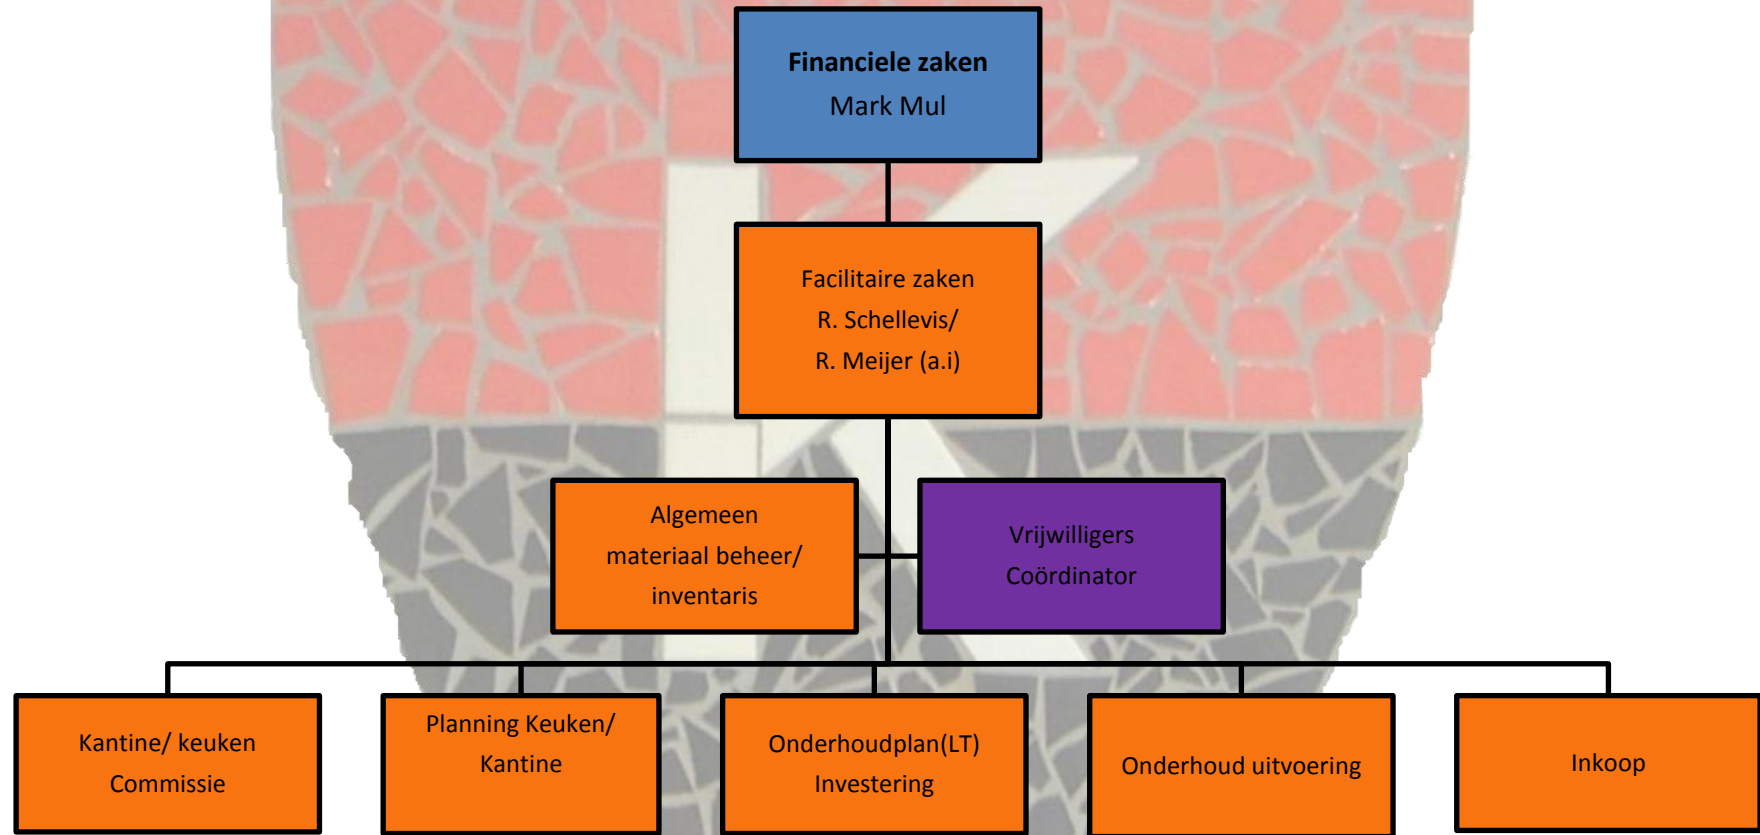 Financiele zaken
Mark Mul
Facilitaire zaken
R. Schellevis/
R. Meijer (a.i)
Algemeen
materiaal beheer/
inventaris
Vrijwilligers
Coördinator
Kantine/ keuken
Commissie
Planning Keuken/
Kantine
Onderhoudplan(LT)
Investering
Onderhoud uitvoering
Inkoop